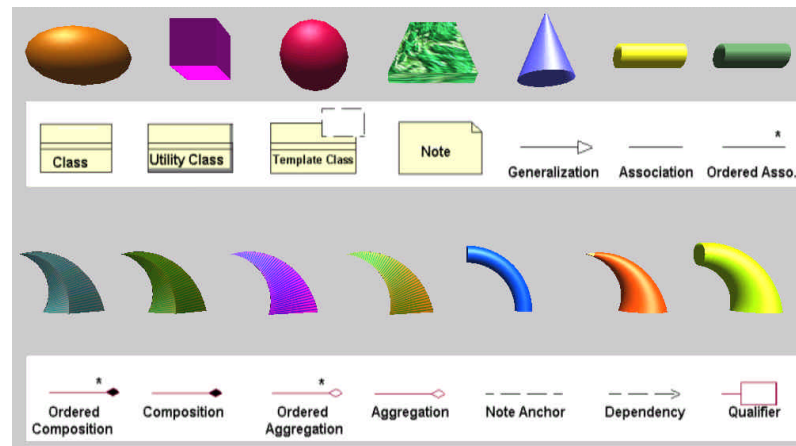 *
Class
Utility Class
Template Class
Note
Generalization
Association
Ordered Asso.
*
*
Ordered
Composition
Composition
Ordered
Aggregation
Aggregation
Note Anchor
Dependency
Qualifier